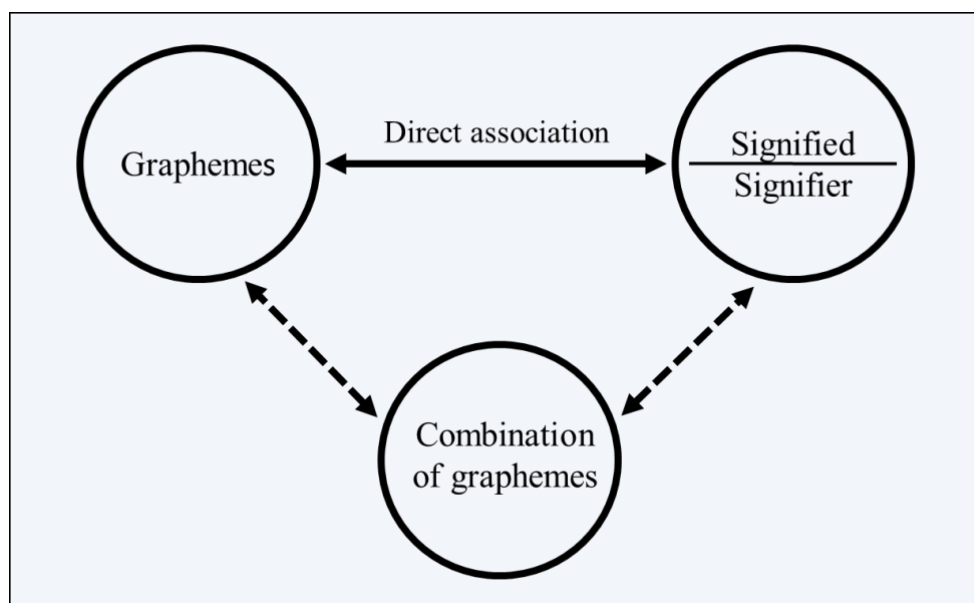 Direct association
Graphemes
Signified
Signifier
Combination
of graphemes